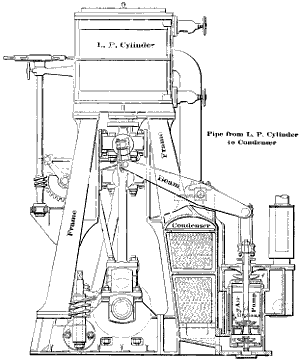 L. P. Cylinder
Pipe from L. P. Cylinder
to Condenser
Frame
Frame
Beam
Condenser
Air
Pump